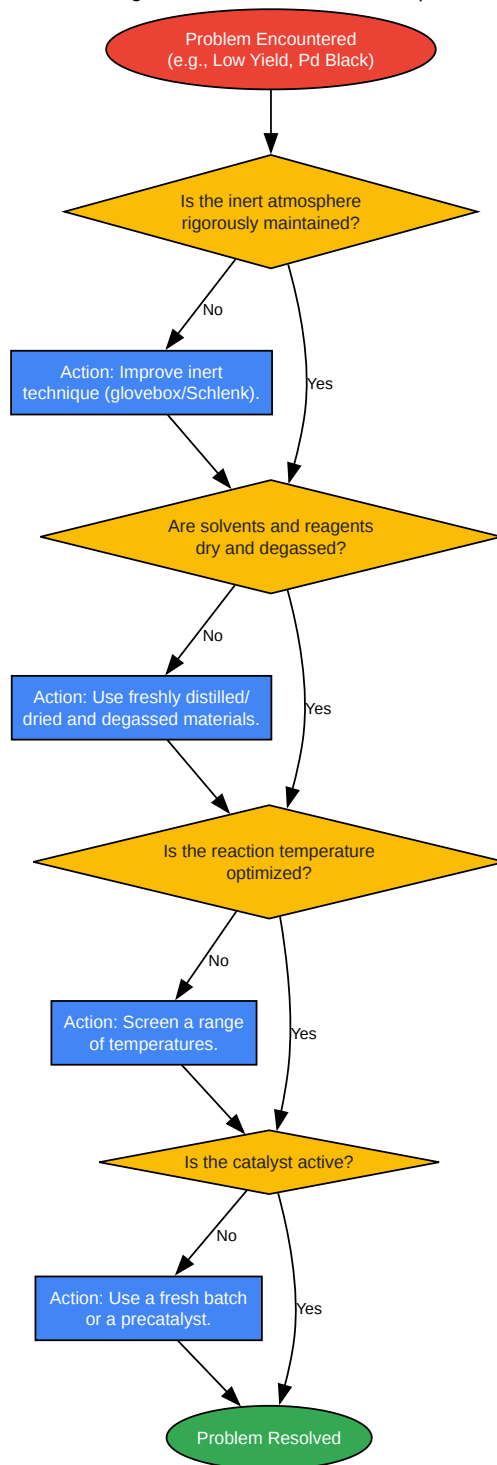 Problem Encountered
(e.g., Low Yield, Pd Black)
Is the inert atmosphere
rigorously maintained?
No
Action: Improve inert
technique (glovebox/Schlenk).
Yes
Are solvents and reagents
dry and degassed?
No
Action: Use freshly distilled/
dried and degassed materials.
Yes
Is the reaction temperature
optimized?
No
Action: Screen a range
of temperatures.
Yes
Is the catalyst active?
No
Action: Use a fresh batch
or a precatalyst.
Yes
Problem Resolved